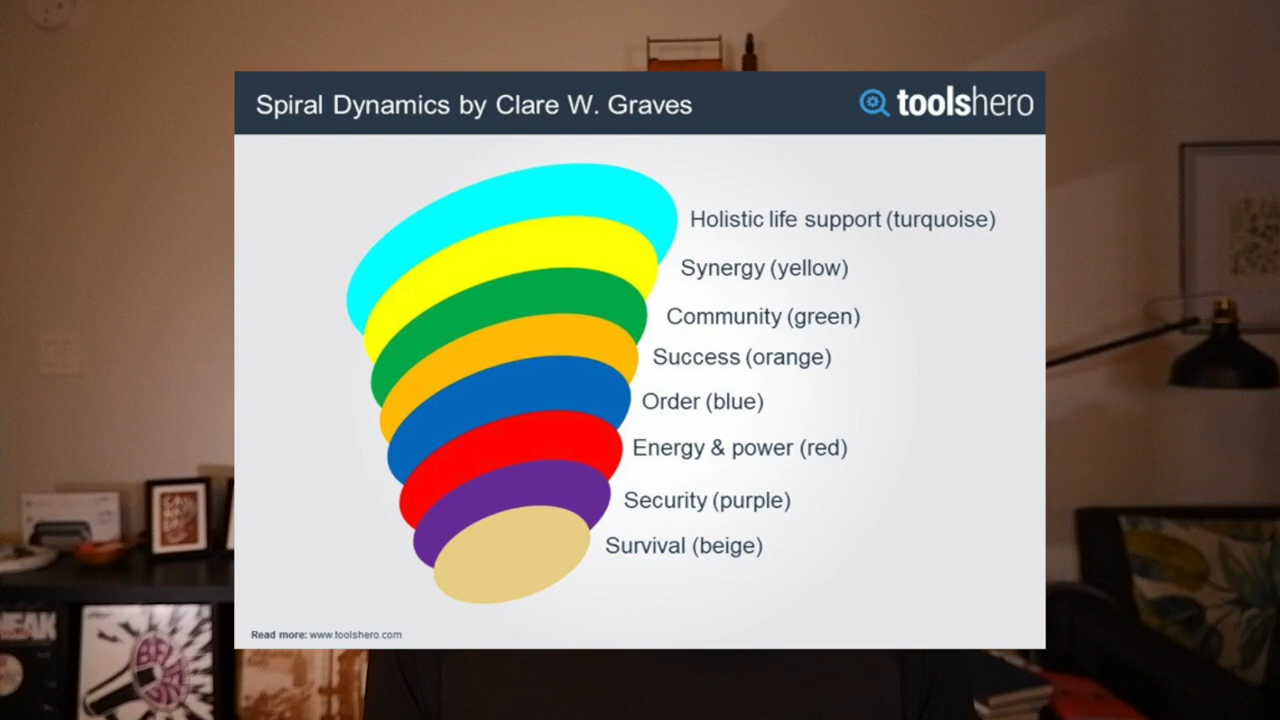 Spiral Dynamics by Clare W. Graves
toolshero
Holistic life support (turquoise)
Synergy (yellow)
Community (green)
Success (orange)
Order (blue)
Energy & power (red)
Security (purple)
Survival (beige)
Read more: www.toolshero.com